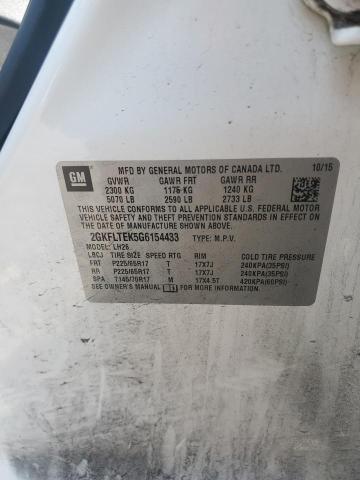 GM
MFD BY GENERAL MOTORS OF CANADA LTD. 10/15
GVWR GAWR FRT GAWR RR
2300 KG 1175 KG 1240 KG
5070 LB 2590 LB 2733 LB
THIS VEHICLE CONFORMS TO ALL APPLICABLE U.S. FEDERAL MOTOR
VEHICLE SAFETY AND THEFT PREVENTION STANDARDS IN EFFECT ON THE
DATE OF MANUFACTURE SHOWN ABOVE.
2GKFLTEK5G6154433 TYPE: M.P.V.
MODEL: LH26
LBCJ TIRE SIZE SPEED RTG RIM COLD TIRE PRESSURE
FRT P225/65R17 T 17X7J 240KPA(35PSI)
RR P225/65R17 T 17X7J 240KPA(35PSI)
SPA T145/70R17 M 17X4.5T 420KPA(60PSI)
SEE OWNER'S MANUAL FOR MORE INFORMATION.